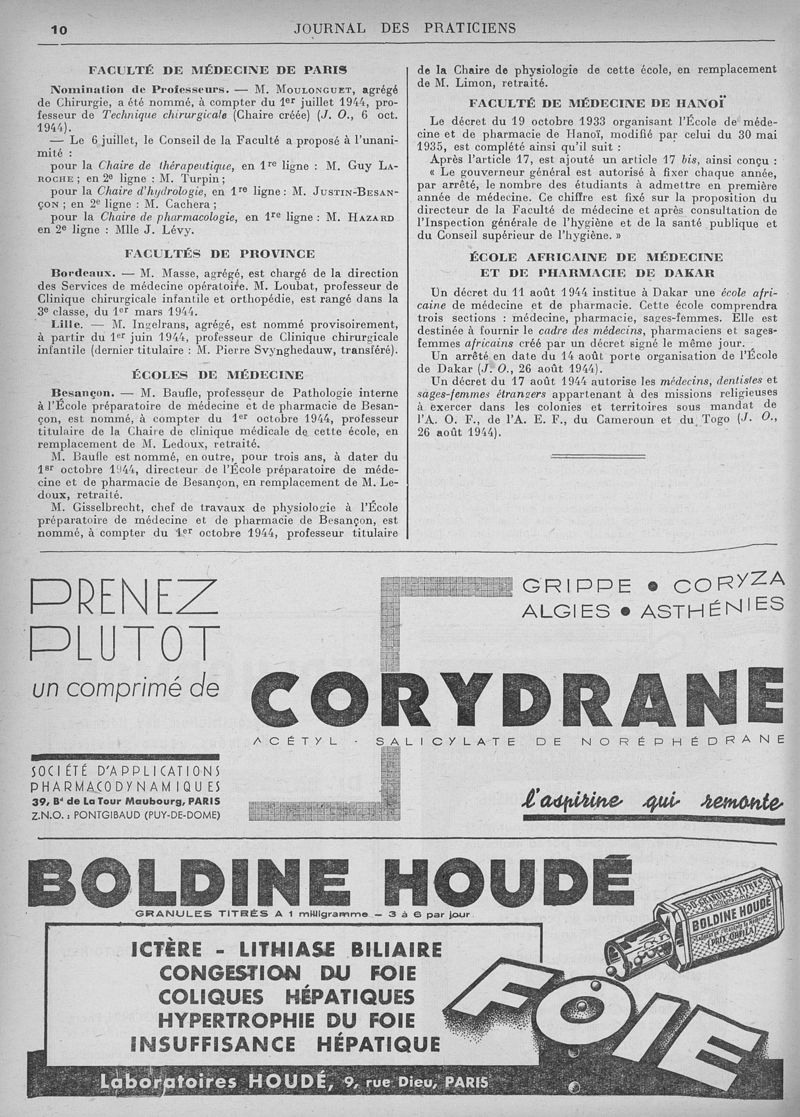 10
JOURNAL DES PRATICIENS
FACULTÉ DE MÉDECINE DE PARIS
Nomination de Professeurs. — M. MOULONGUET, agrégé
de Chirurgie, a été nommé, à compter du 1er juillet 1944, pro-
fesseur de Technique chirurgicale (Chaire créée) (J. O., 6 oct.
1944).
— Le 6 juillet, le Conseil de la Faculté a proposé à l'unani-
mité :
pour la Chaire de thérapeutique, en 1re ligne : M. Guy LA-
ROCHE ; en 2e ligne : M. Turpin ;
pour la Chaire d'hydrologie, en 1re ligne : M. JUSTIN-BESAN-
ÇON ; en 2e ligne : M. Cachera ;
pour la Chaire de pharmacologie, en 1re ligne : M. HAZARD
en 2e ligne : Mlle J. Lévy.
FACULTÉS DE PROVINCE
Bordeaux. — M. Masse, agrégé, est chargé de la direction
des Services de médecine opératoire. M. Loubat, professeur de
Clinique chirurgicale infantile et orthopédie, est rangé dans la
3e classe, du 1er mars 1944.
Lille. — M. Ingelrans, agrégé, est nommé provisoirement,
à partir du 1er juin 1944, professeur de Clinique chirurgicale
infantile (dernier titulaire : M. Pierre Svynghedauw, transféré).
ÉCOLES DE MÉDECINE
Besançon. — M. Baufle, professeur de Pathologie interne
à l'École préparatoire de médecine et de pharmacie de Besan-
çon, est nommé, à compter du 1er octobre 1944, professeur
titulaire de la Chaire de clinique médicale de cette école, en
remplacement de M. Ledoux, retraité.
M. Baufle est nommé, en outre, pour trois ans, à dater du
1er octobre 1944, directeur de l'École préparatoire de méde-
cine et de pharmacie de Besançon, en remplacement de M. Le-
doux, retraité.
M. Gisselbrecht, chef de travaux de physiologie à l'École
préparatoire de médecine et de pharmacie de Besançon, est
nommé, à compter du 1er octobre 1944, professeur titulaire
de la Chaire de physiologie de cette école, en remplacement
de M. Limon, retraité.
FACULTÉ DE MÉDECINE DE HANOÏ
Le décret du 19 octobre 1933 organisant l'École de méde-
cine et de pharmacie de Hanoï, modifié par celui du 30 mai
1935, est complété ainsi qu'il suit :
Après l'article 17, est ajouté un article 17 bis, ainsi conçu :
« Le gouverneur général est autorisé à fixer chaque année,
par arrêté, le nombre des étudiants à admettre en première
année de médecine. Ce chiffre est fixé sur la proposition du
directeur de la Faculté de médecine et après consultation de
l'Inspection générale de l'hygiène et de la santé publique et
du Conseil supérieur de l'hygiène. »
ÉCOLE AFRICAINE DE MÉDECINE
ET DE PHARMACIE DE DAKAR
Un décret du 11 août 1944 institue à Dakar une école afri-
caine de médecine et de pharmacie. Cette école comprendra
trois sections : médecine, pharmacie, sages-femmes. Elle est
destinée à fournir le cadre des médecins, pharmaciens et sages-
femmes africains créé par un décret signé le même jour.
Un arrêté en date du 14 août porte organisation de l'École
de Dakar (J. O., 26 août 1944).
Un décret du 17 août 1944 autorise les médecins, dentistes et
sages-femmes étrangers appartenant à des missions religieuses
à exercer dans les colonies et territoires sous mandat de
l'A. O. F., de l'A. E. F., du Cameroun et du Togo (J. O.,
26 août 1944).
PRENEZ
PLUTOT
un comprimé de
GRIPPE • CORYZA
ALGIES • ASTHÉNIES
CORYDRANE
ACÉTYL - SALICYLATE DE NORÉPHÉDRANE
SOCIÉTÉ D'APPLICATIONS
PHARMACODYNAMIQUES
39, Bd de La Tour Maubourg, PARIS
Z.N.O. : PONTGIBAUD (PUY-DE-DOME)
l'aspirine qui remonte
BOLDINE HOUDÉ
GRANULES TITRÉS A 1 milligramme — 3 à 6 par jour
ICTÈRE - LITHIASE BILIAIRE
CONGESTION DU FOIE
COLIQUES HÉPATIQUES
HYPERTROPHIE DU FOIE
INSUFFISANCE HÉPATIQUE
BOLDINE HOUDÉ
(PRIX ORFILA)
FOIE
Laboratoires HOUDÉ, 9, rue Dieu, PARIS